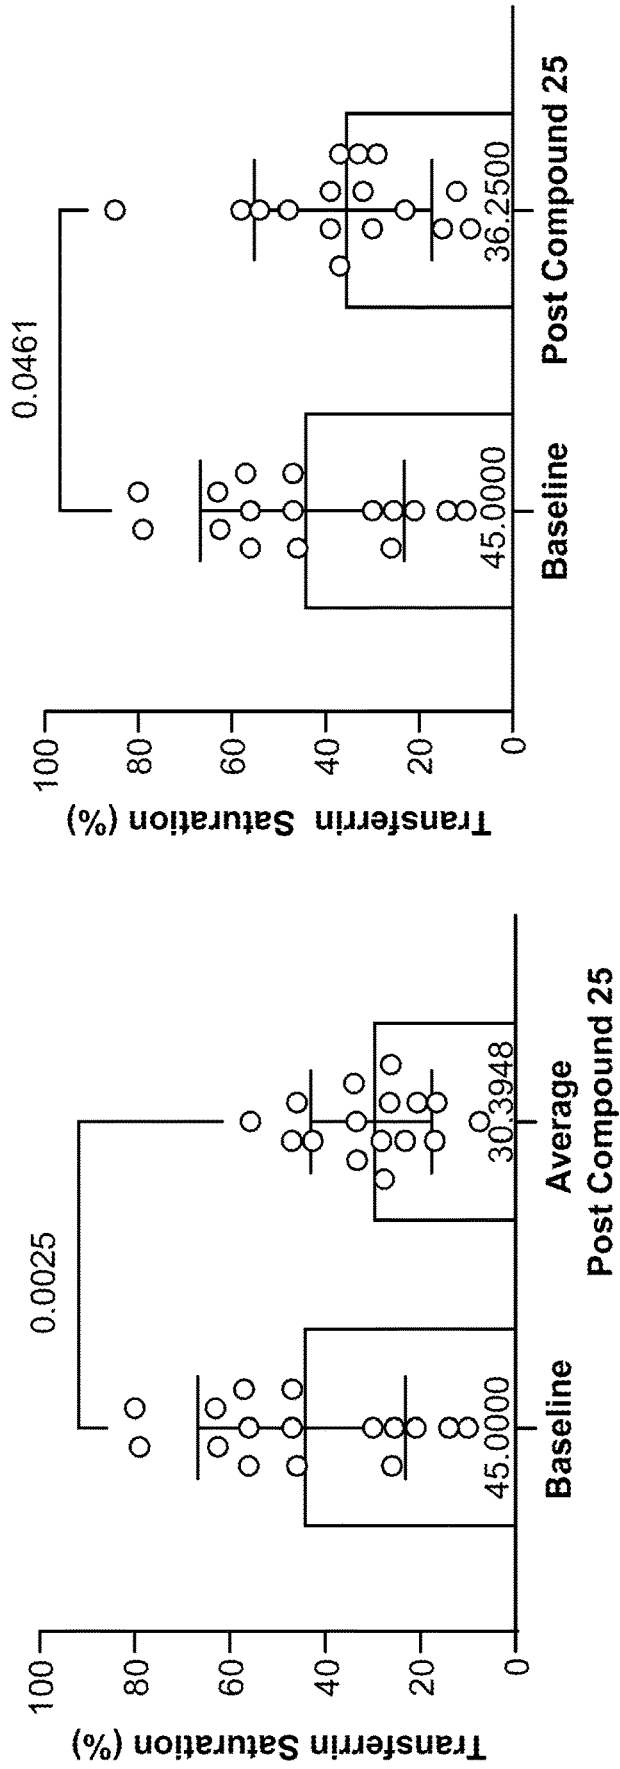 Transferrin Saturation (%)
100
80
60
40
20
0
0.0025
45.0000
30.3948
Baseline
Average
Post Compound 25
Transferrin Saturation (%)
100
80
60
40
20
0
0.0461
45.0000
36.2500
Baseline
Post Compound 25